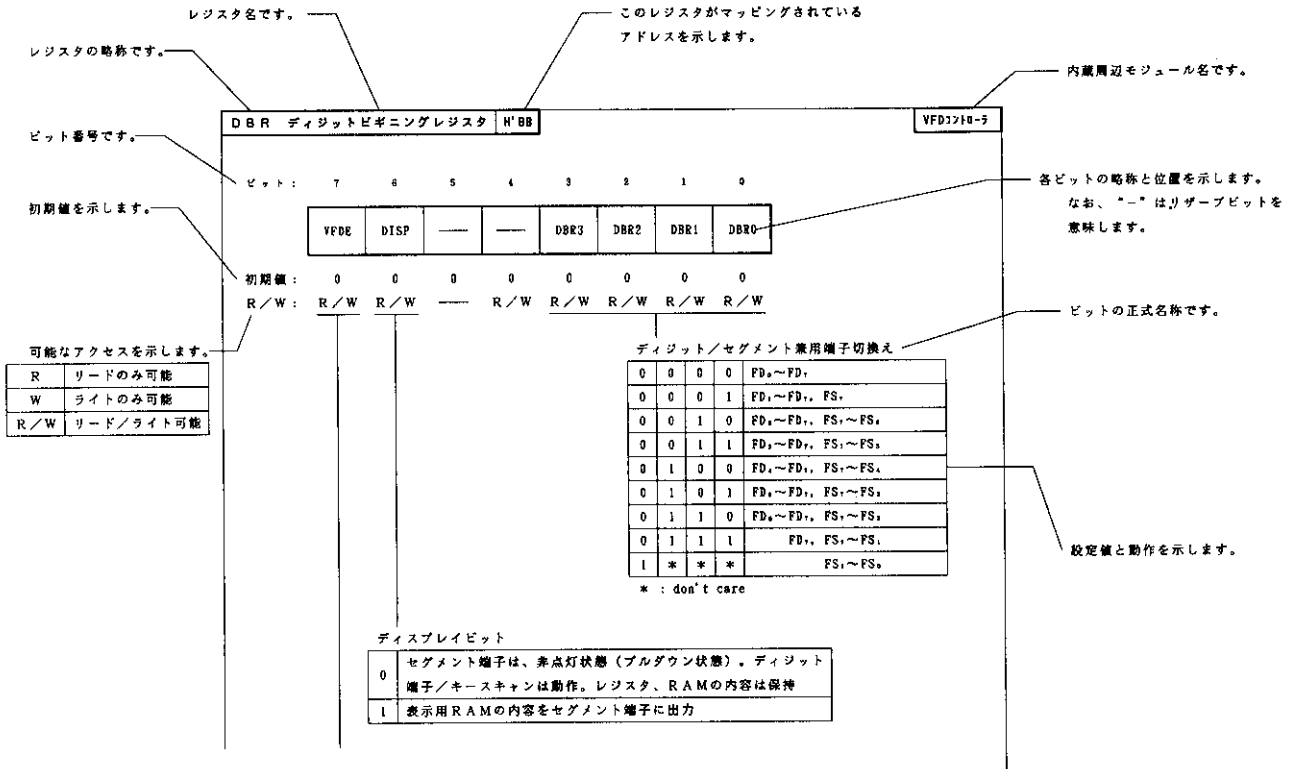 レジスタ名です。
このレジスタがマッピングされている
アドレスを示します。
レジスタの略称です。
内蔵周辺モジュール名です。
DBR ディジットビギニングレジスタ H'BB
VFDコントローラ
ビット番号です。
ビット: 7 6 5 4 3 2 1 0
各ビットの略称と位置を示します。
なお、“−”はリザーブビットを
意味します。
初期値を示します。
VFDE DISP — — DBR3 DBR2 DBR1 DBR0
初期値: 0 0 0 0 0 0 0 0
R/W: R/W R/W — R/W R/W R/W R/W R/W
ビットの正式名称です。
可能なアクセスを示します。
R リードのみ可能
W ライトのみ可能
R/W リード/ライト可能
ディジット/セグメント兼用端子切換え
0 0 0 0 FD₀〜FD₇
0 0 0 1 FD₁〜FD₇, FS₇
0 0 1 0 FD₂〜FD₇, FS₇〜FS₆
0 0 1 1 FD₃〜FD₇, FS₇〜FS₅
0 1 0 0 FD₄〜FD₇, FS₇〜FS₄
0 1 0 1 FD₅〜FD₇, FS₇〜FS₃
0 1 1 0 FD₆〜FD₇, FS₇〜FS₂
0 1 1 1 FD₇, FS₇〜FS₁
1 * * * FS₇〜FS₀
* : don't care
設定値と動作を示します。
ディスプレイビット
0 セグメント端子は、非点灯状態(プルダウン状態)。ディジット
端子/キースキャンは動作。レジスタ、RAMの内容は保持
1 表示用RAMの内容をセグメント端子に出力